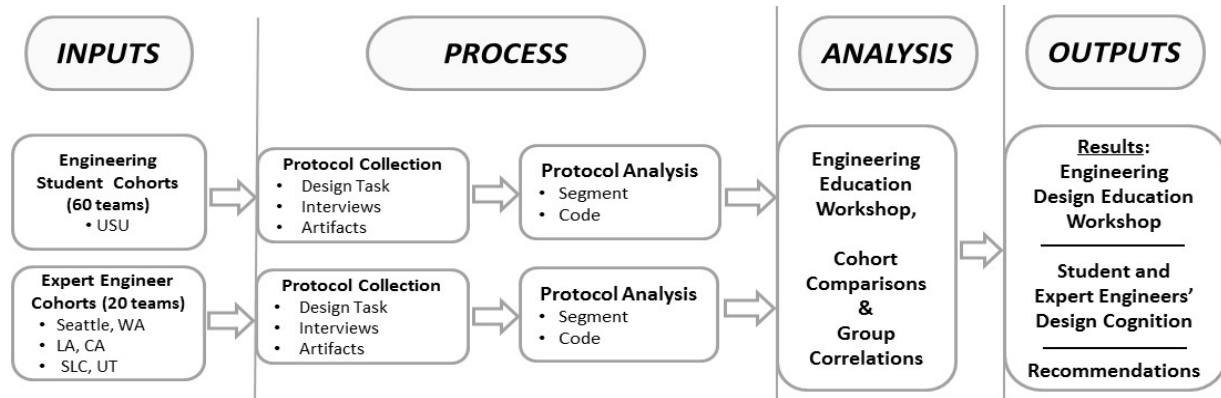 INPUTS
PROCESS
ANALYSIS
OUTPUTS
Engineering
Student Cohorts
(60 teams)
• USU
Protocol Collection
• Design Task
• Interviews
• Artifacts
Protocol Analysis
• Segment
• Code
Expert Engineer
Cohorts (20 teams)
• Seattle, WA
• LA, CA
• SLC, UT
Protocol Collection
• Design Task
• Interviews
• Artifacts
Protocol Analysis
• Segment
• Code
Engineering
Education
Workshop,
Cohort
Comparisons
&
Group
Correlations
Results:
Engineering
Design Education
Workshop
Student and
Expert Engineers’
Design Cognition
Recommendations